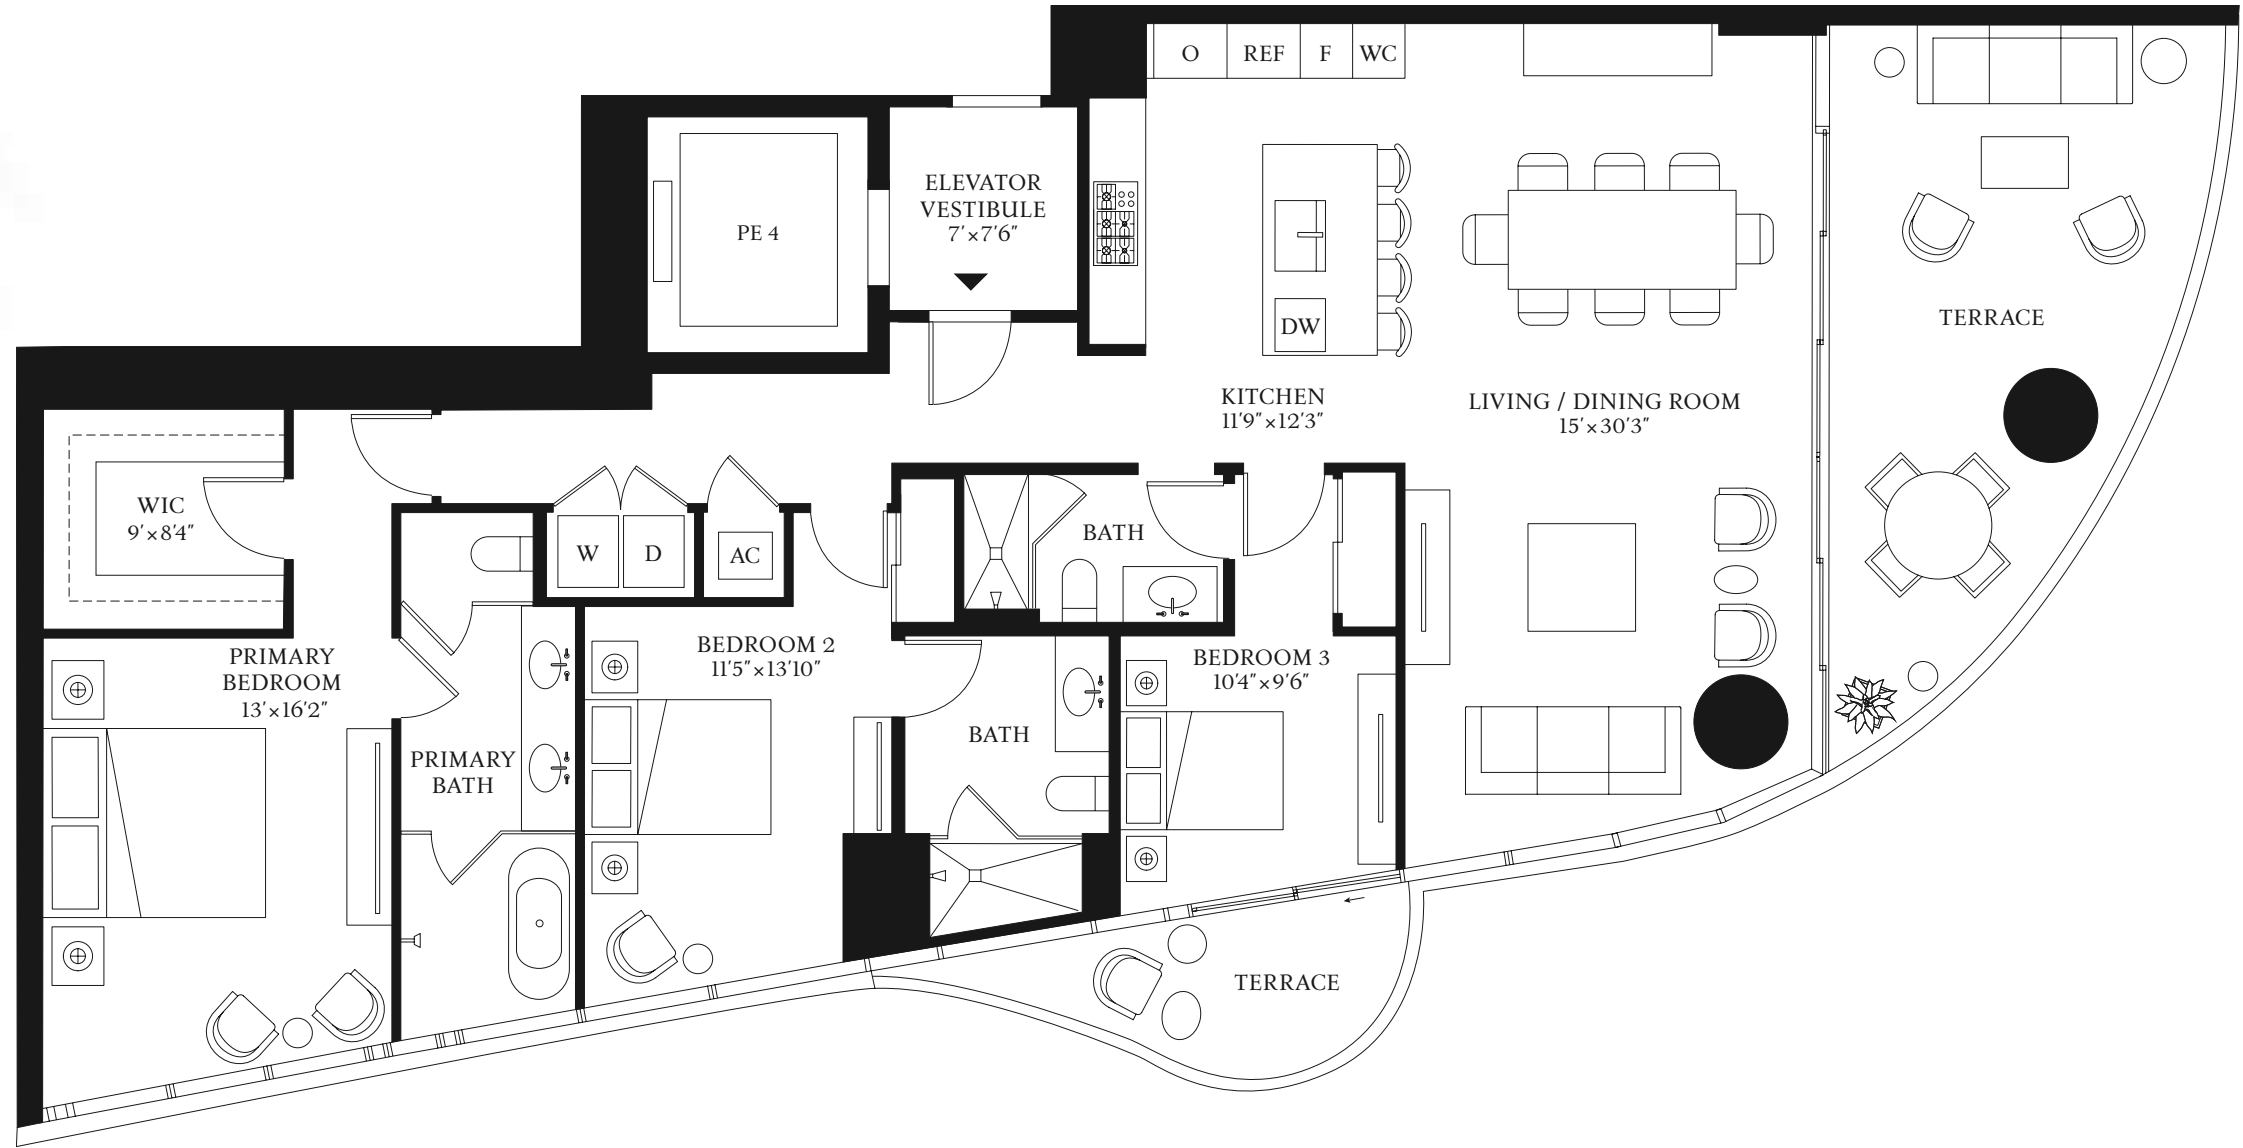 O
REF
F
WC
PE 4
ELEVATOR
VESTIBULE
7'×7'6"
DW
KITCHEN
11'9"×12'3"
LIVING / DINING ROOM
15'×30'3"
TERRACE
WIC
9'×8'4"
W
D
AC
BATH
PRIMARY
BEDROOM
13'×16'2"
PRIMARY
BATH
BEDROOM 2
11'5"×13'10"
BATH
BEDROOM 3
10'4"×9'6"
TERRACE